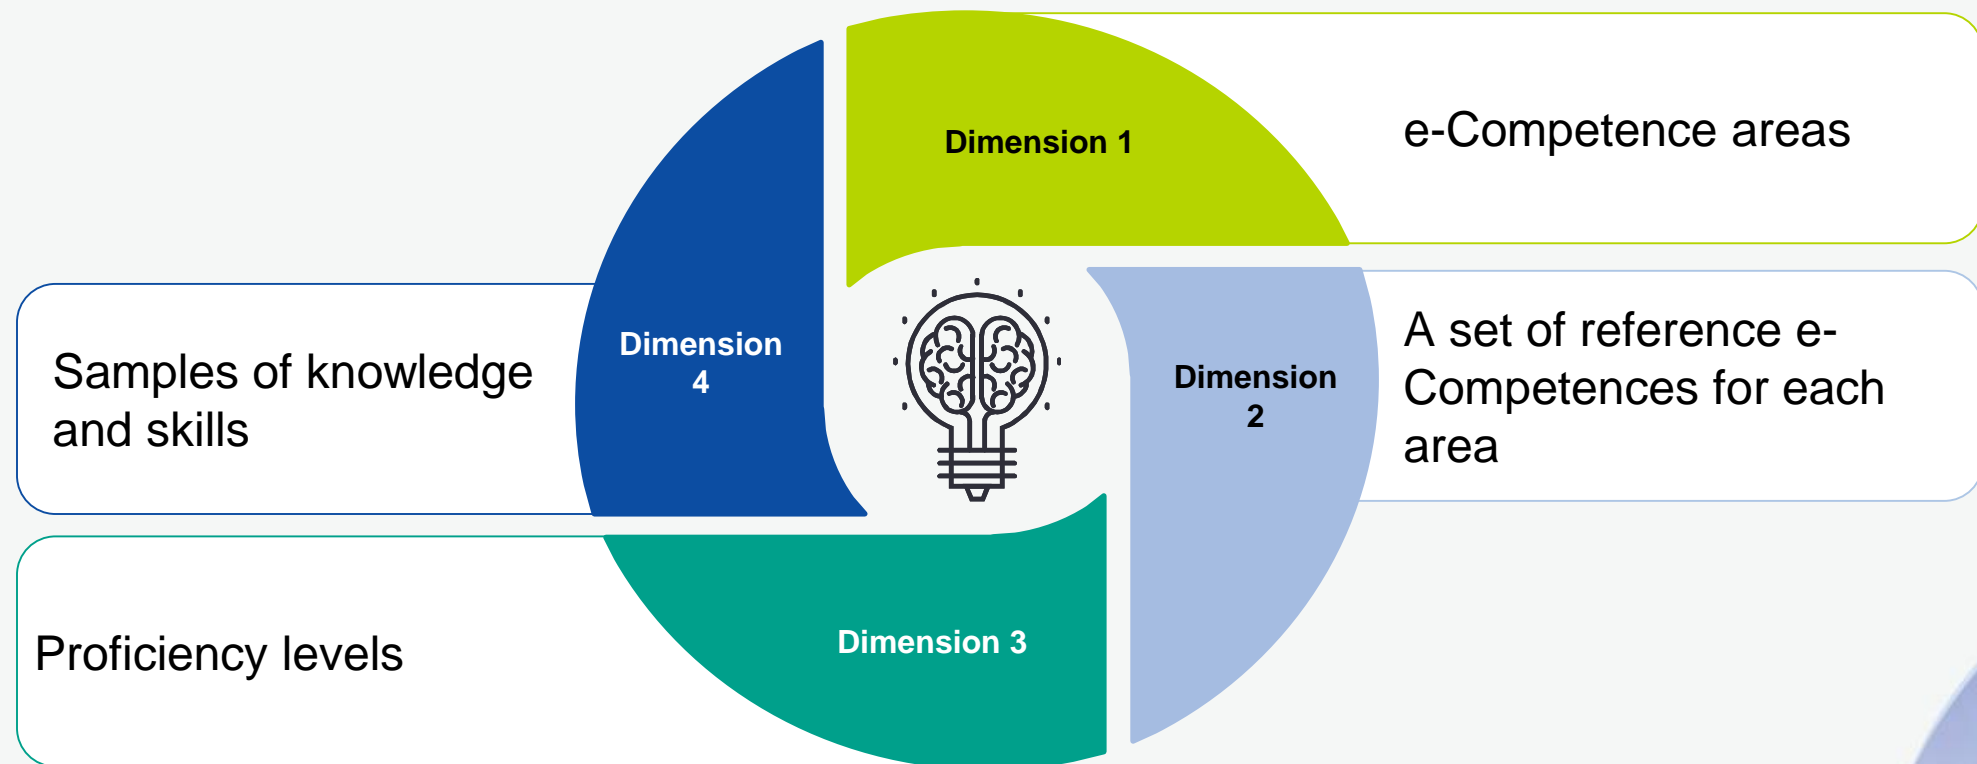 Dimension 1
e-Competence areas
Dimension
2
A set of reference e-
Competences for each
area
Dimension 3
Proficiency levels
Dimension
4
Samples of knowledge
and skills